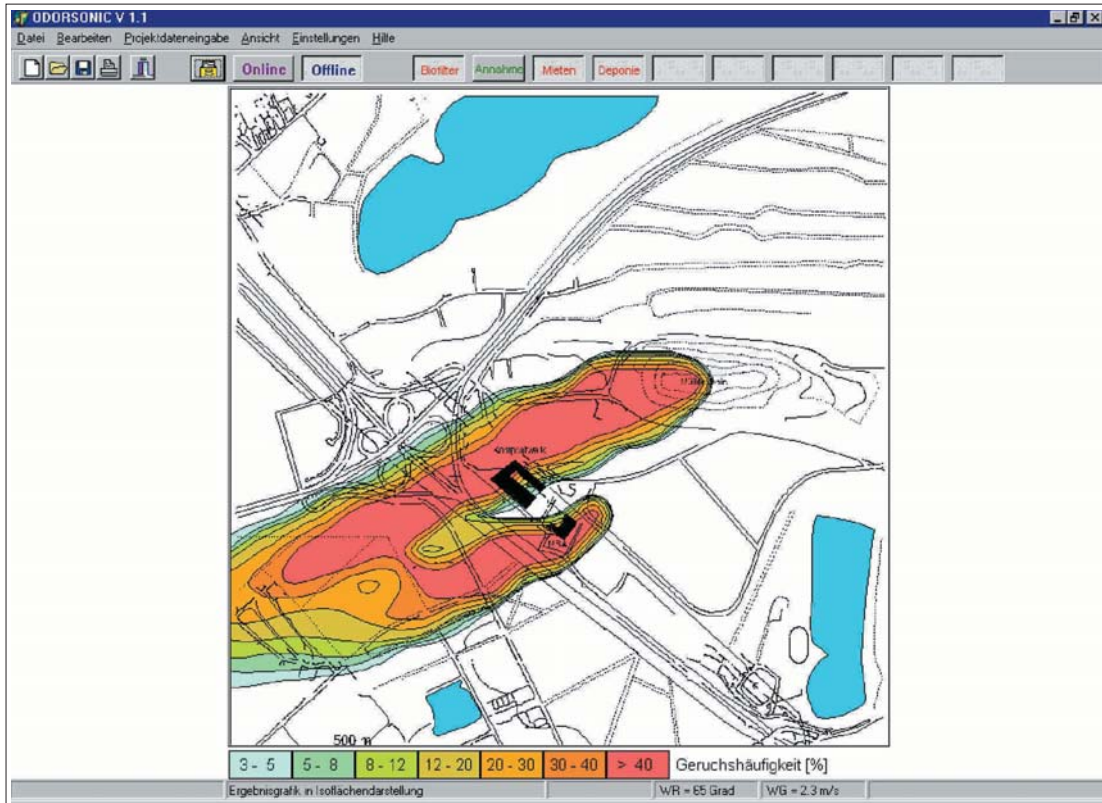 ODORSONIC V 1.1
Datei Bearbeiten Projektdateneingabe Ansicht Einstellungen Hilfe
Online Offline Biofilter Annahme Mieten Deponie
500 m
3 - 5 5 - 8 8 - 12 12 - 20 20 - 30 30 - 40 > 40 Geruchshäufigkeit [%]
Ergebnisgrafik in Isoflächendarstellung WR = 65 Grad WG = 2.3 m/s